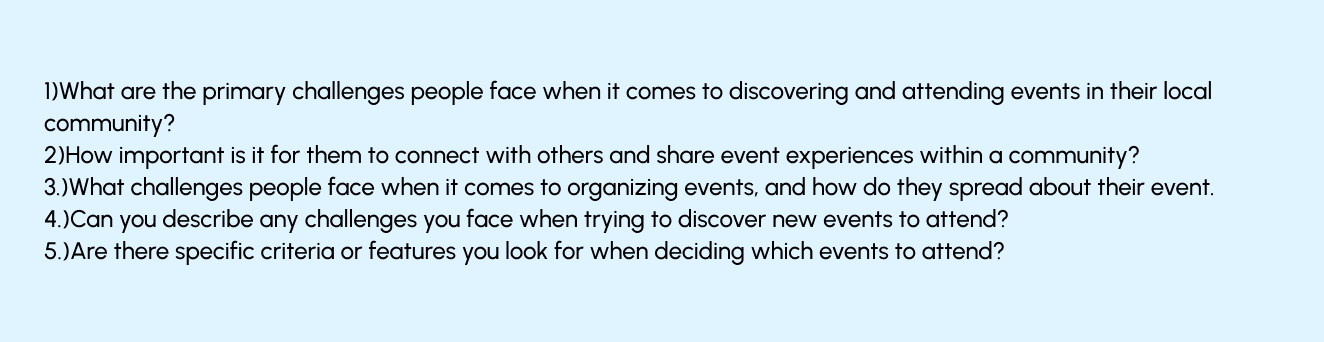 1)What are the primary challenges people face when it comes to discovering and attending events in their local
community?
2)How important is it for them to connect with others and share event experiences within a community?
3.)What challenges people face when it comes to organizing events, and how do they spread about their event.
4.)Can you describe any challenges you face when trying to discover new events to attend?
5.)Are there specific criteria or features you look for when deciding which events to attend?